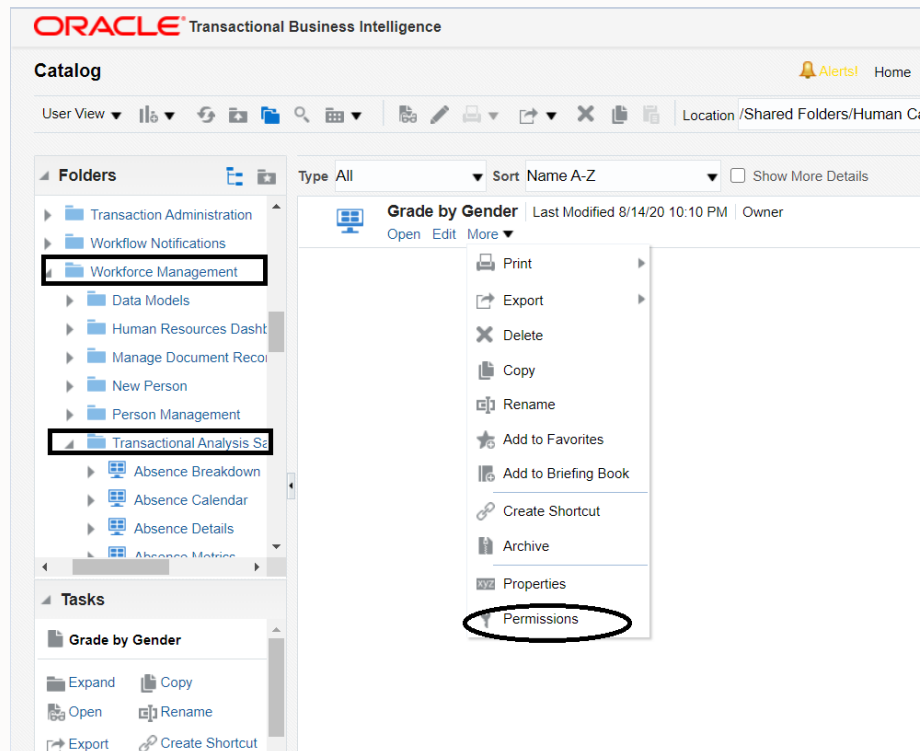 ORACLE Transactional Business Intelligence
Catalog
Alerts! Home
User View
Location /Shared Folders/Human Ca
Folders
Type All Sort Name A-Z Show More Details
Transaction Administration
Workflow Notifications
Workforce Management
Data Models
Human Resources Dashb
Manage Document Recor
New Person
Person Management
Transactional Analysis Sa
Absence Breakdown
Absence Calendar
Absence Details
Absence Metrics
Grade by Gender Last Modified 8/14/20 10:10 PM Owner
Open Edit More
Print
Export
Delete
Copy
Rename
Add to Favorites
Add to Briefing Book
Create Shortcut
Archive
xyz Properties
Permissions
Tasks
Grade by Gender
Expand Copy
Open Rename
Export Create Shortcut